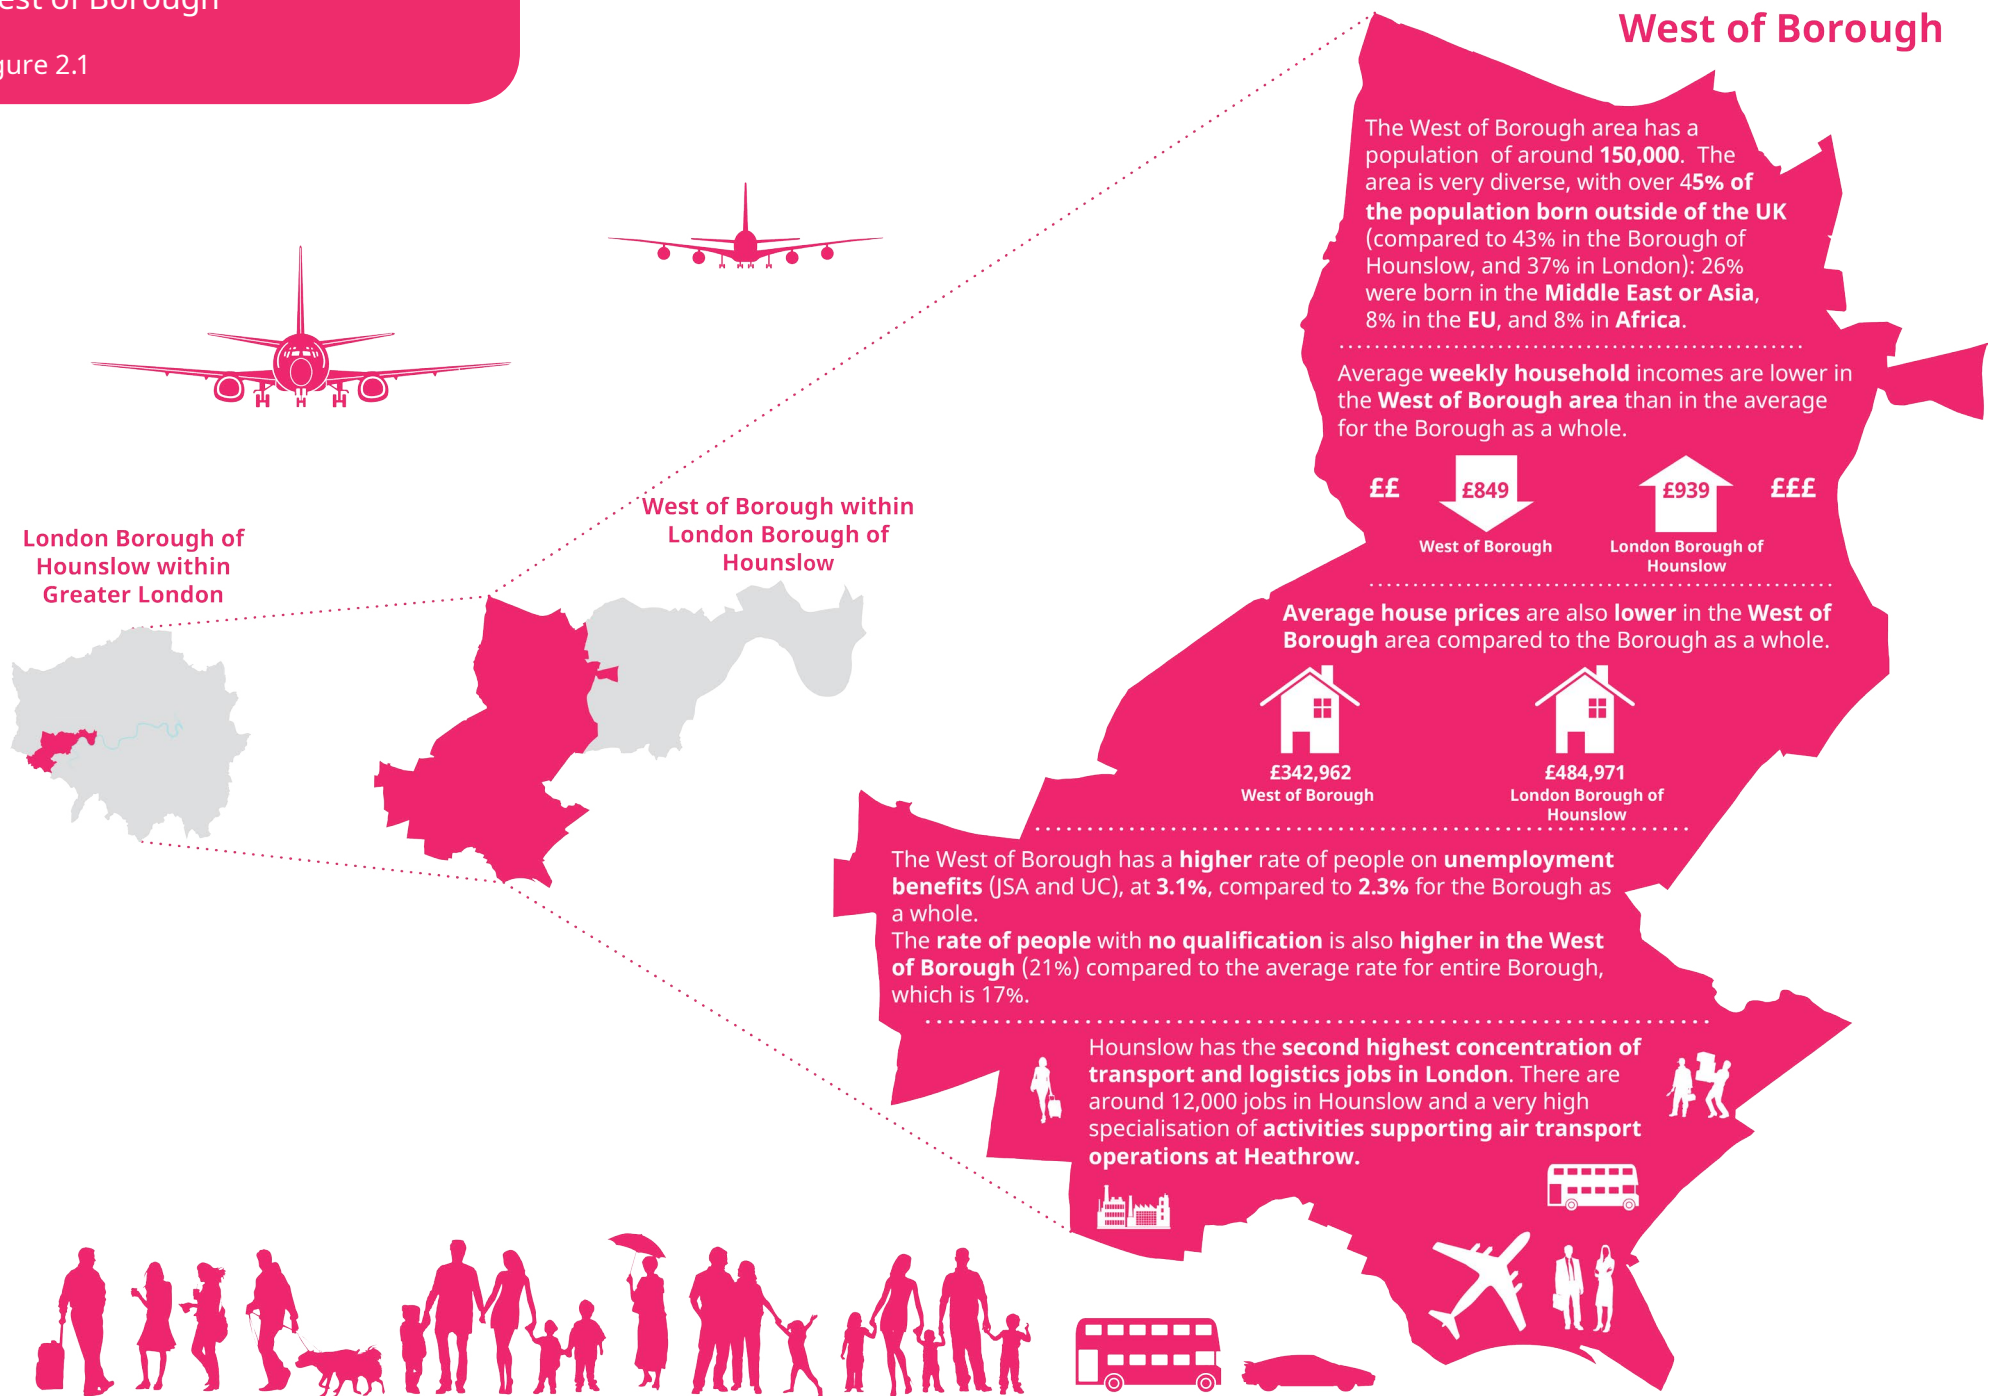 of Borough
2.1
West of Borough
The West of Borough area has a
population of around 150,000. The
area is very diverse, with over 45% of
the population born outside of the UK
(compared to 43% in the Borough of
Hounslow, and 37% in London): 26%
were born in the Middle East or Asia,
8% in the EU, and 8% in Africa.
Average weekly household incomes are lower in
the West of Borough area than in the average
for the Borough as a whole.
££
£849
£939
£££
West of Borough
London Borough of
Hounslow
Average house prices are also lower in the West of
Borough area compared to the Borough as a whole.
£342,962
West of Borough
£484,971
London Borough of
Hounslow
The West of Borough has a higher rate of people on unemployment
benefits (JSA and UC), at 3.1%, compared to 2.3% for the Borough as
a whole.
The rate of people with no qualification is also higher in the West
of Borough (21%) compared to the average rate for entire Borough,
which is 17%.
Hounslow has the second highest concentration of
transport and logistics jobs in London. There are
around 12,000 jobs in Hounslow and a very high
specialisation of activities supporting air transport
operations at Heathrow.
London Borough of
Hounslow within
Greater London
West of Borough within
London Borough of
Hounslow